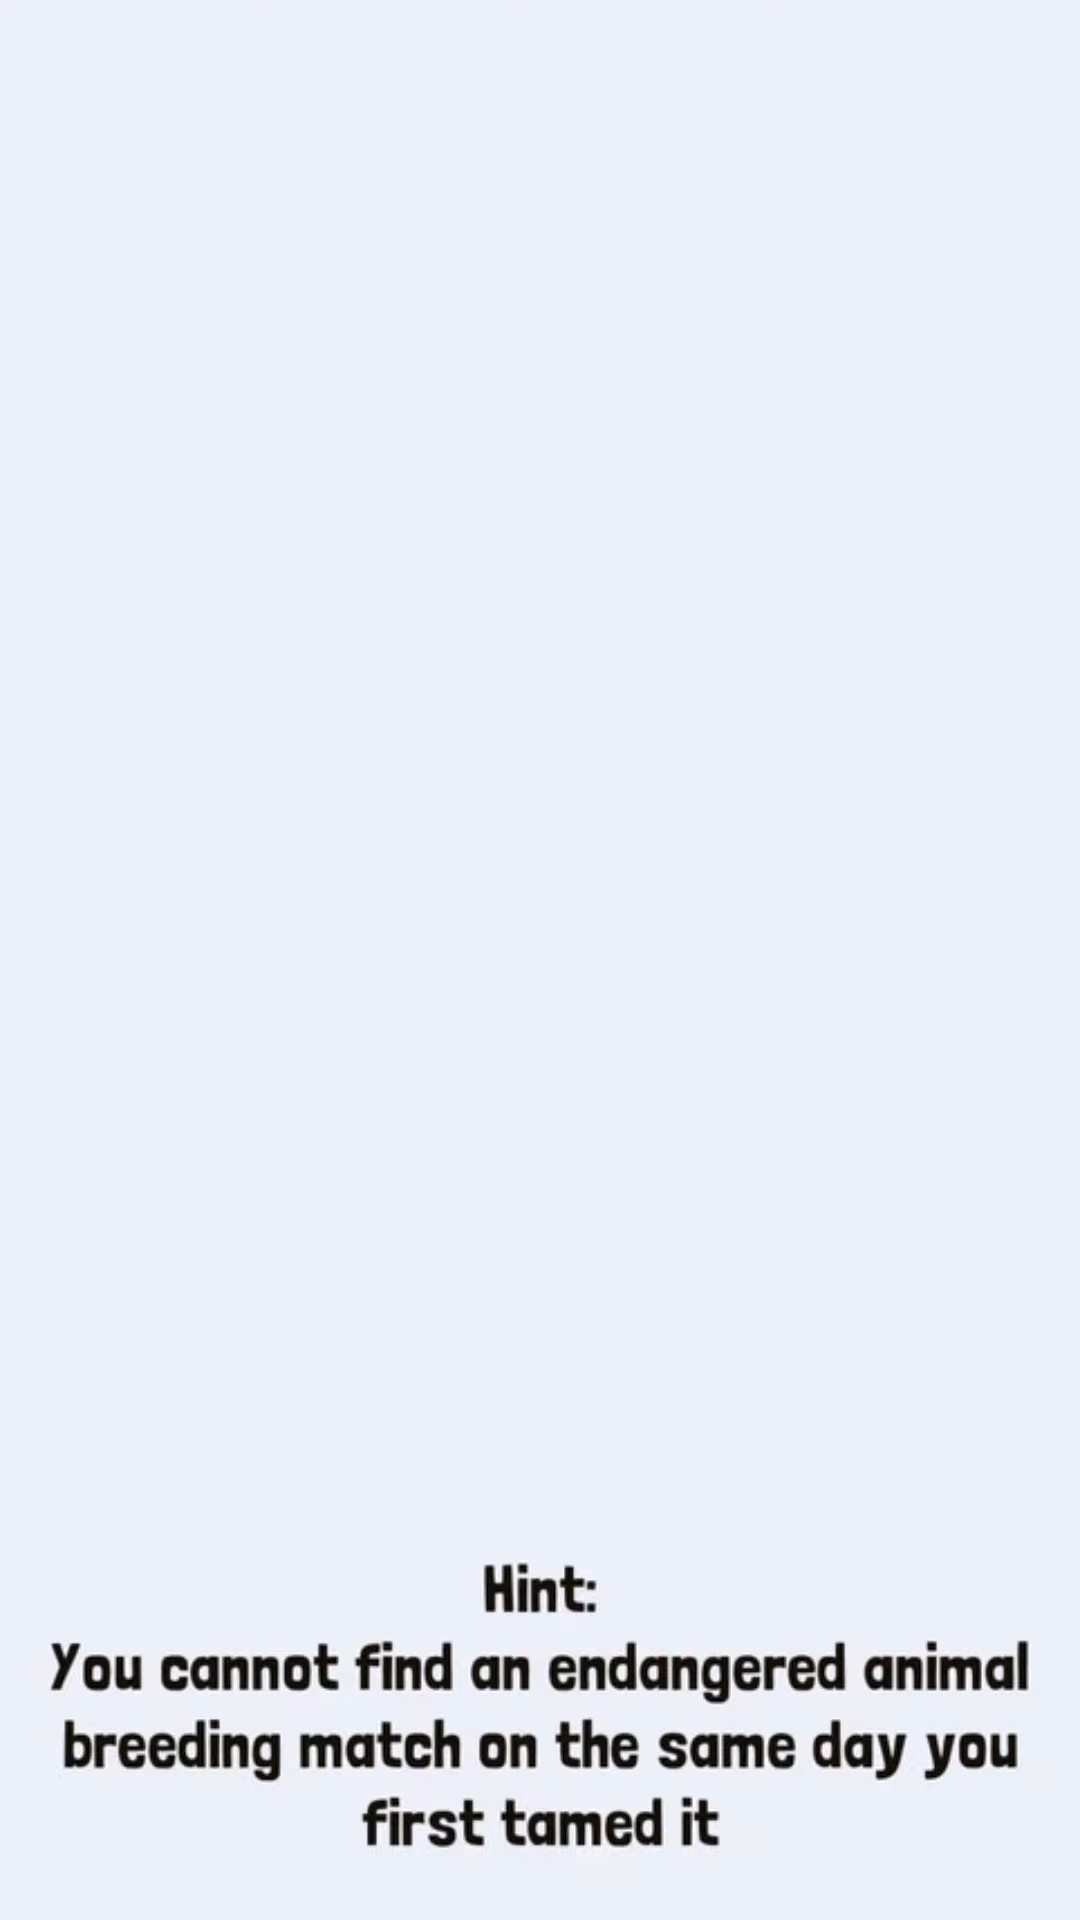 Hint:
You cannot find an endangered animal
breeding match on the same day you
first tamed it